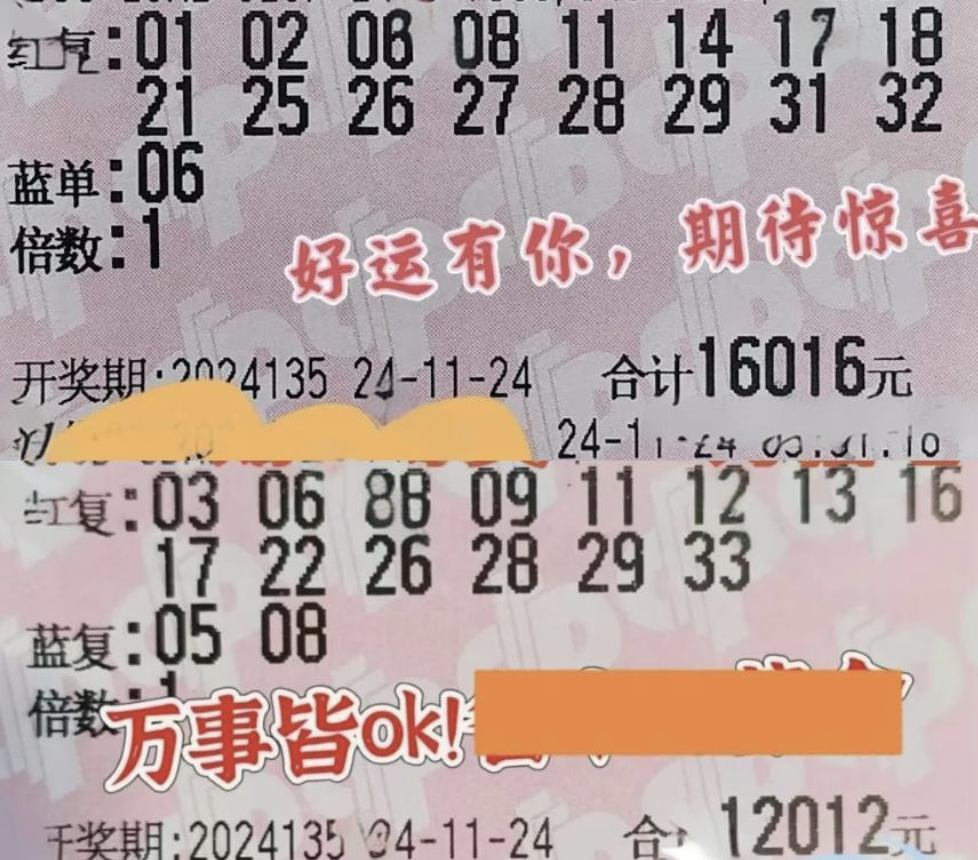 红复:01 02 06 08 11 14 17 18
21 25 26 27 28 29 31 32
蓝单:06
倍数:1
好运有你，期待惊喜
开奖期:2024135 24-11-24 合计16016元
24-11-24
红复:03 06 88 09 11 12 13 16
17 22 26 28 29 33
蓝复:05 08
倍数:1
万事皆ok!
开奖期:2024135 24-11-24 合计12012元